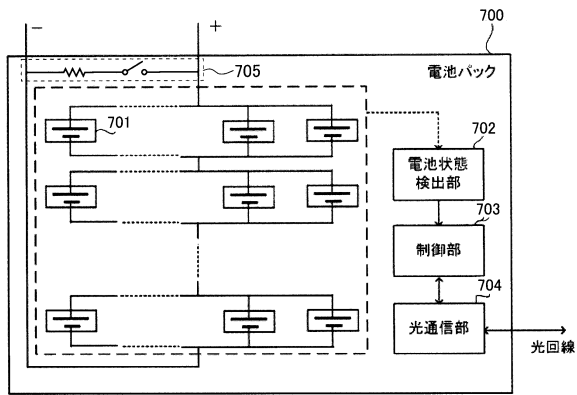 － ＋ 700
705 電池パック
701
702
電池状態
検出部
703
制御部
704
光通信部
光回線